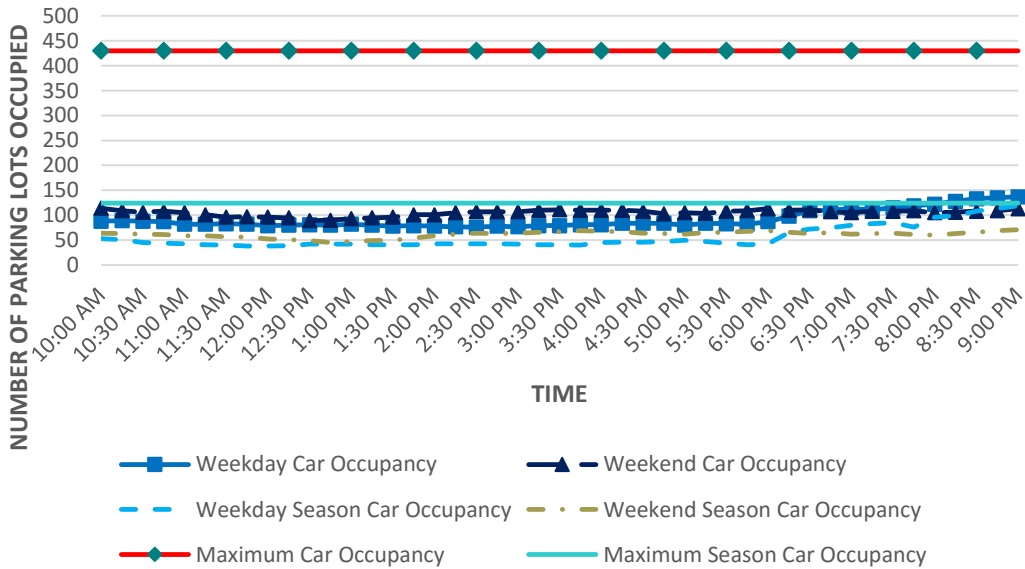 500
450
400
350
300
250
200
150
100
50
0
NUMBER OF PARKING LOTS OCCUPIED
10:00 AM
10:30 AM
11:00 AM
11:30 AM
12:00 PM
12:30 PM
1:00 PM
1:30 PM
2:00 PM
2:30 PM
3:00 PM
3:30 PM
4:00 PM
4:30 PM
5:00 PM
5:30 PM
6:00 PM
6:30 PM
7:00 PM
7:30 PM
8:00 PM
8:30 PM
9:00 PM
TIME
Weekday Car Occupancy
Weekend Car Occupancy
Weekday Season Car Occupancy
Weekend Season Car Occupancy
Maximum Car Occupancy
Maximum Season Car Occupancy